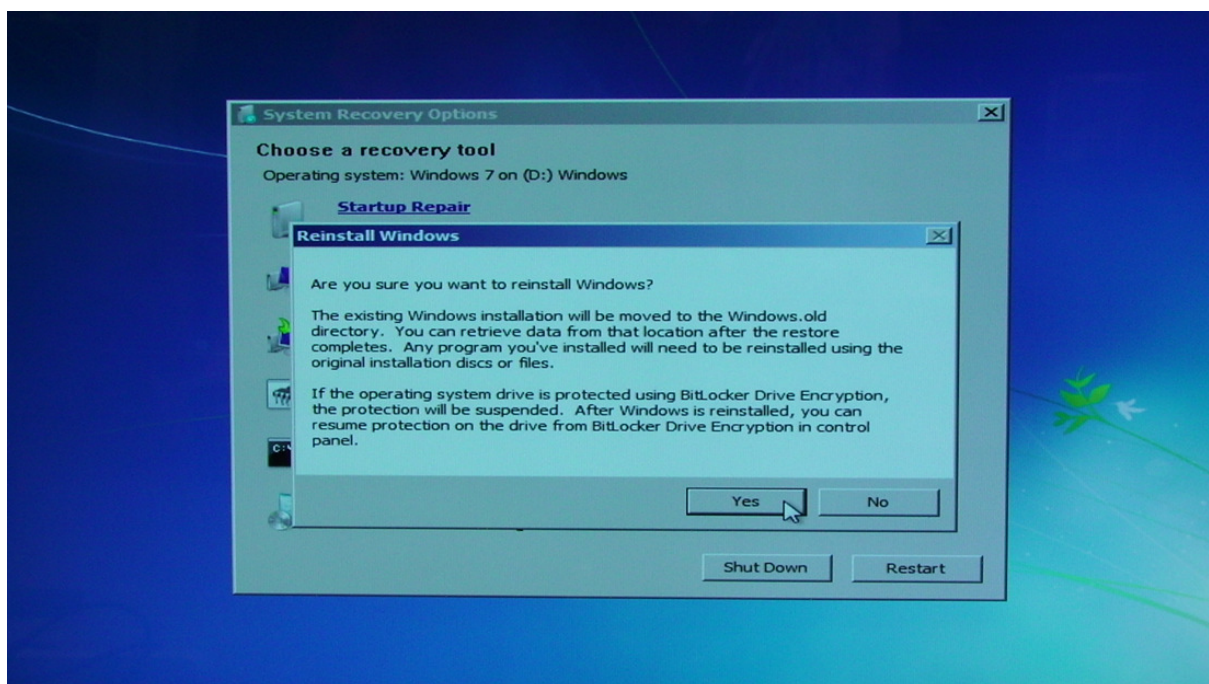 System Recovery Options
Choose a recovery tool
Operating system: Windows 7 on (D:) Windows
Startup Repair
Reinstall Windows
Are you sure you want to reinstall Windows?
The existing Windows installation will be moved to the Windows.old
directory. You can retrieve data from that location after the restore
completes. Any program you've installed will need to be reinstalled using the
original installation discs or files.
If the operating system drive is protected using BitLocker Drive Encryption,
the protection will be suspended. After Windows is reinstalled, you can
resume protection on the drive from BitLocker Drive Encryption in control
panel.
Yes
No
Shut Down
Restart